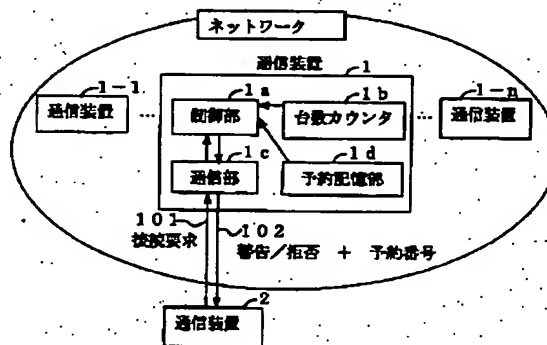 ネットワーク
通信装置
1
1-1
通信装置
…
1a
制御部
1b
台数カウンタ
…
1-n
通信装置
1c
通信部
1d
予約記憶部
101
接続要求
102
警告/拒否 + 予約番号
2
通信装置